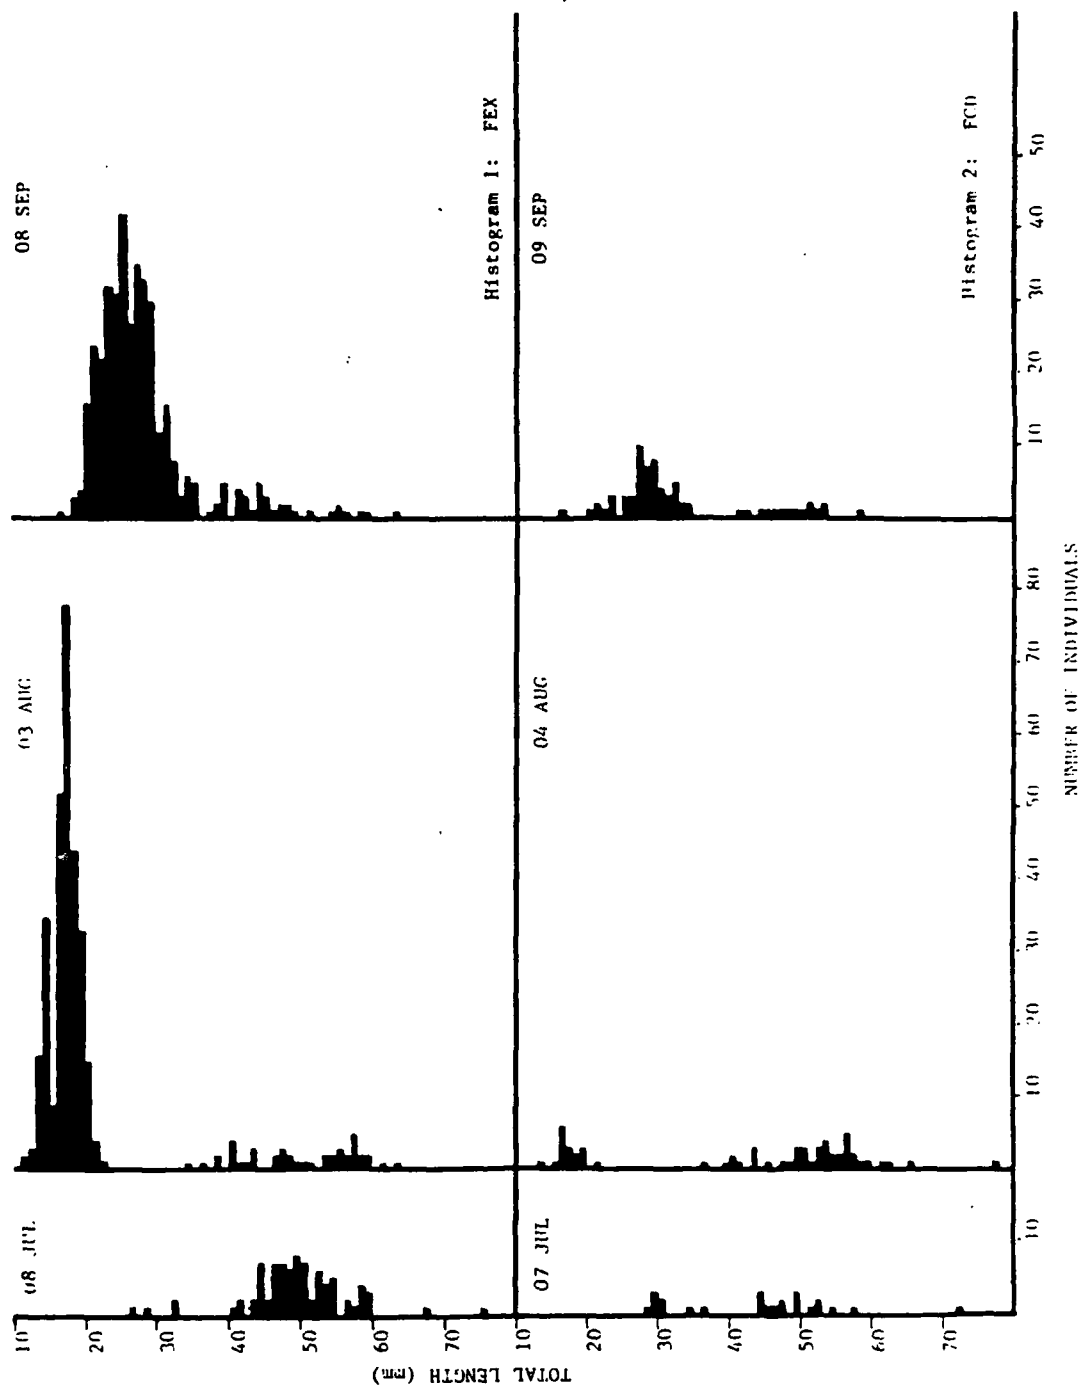 08 JUL
03 AUG
08 SEP
Histogram 1: FEX
07 JUL
04 AUG
09 SEP
Histogram 2: FCD
10
20
30
40
50
60
70
10
20
30
40
50
60
70
TOTAL LENGTH (mm)
10
10
20
30
40
50
60
70
80
10
20
30
40
50
NUMBER OF INDIVIDUALS